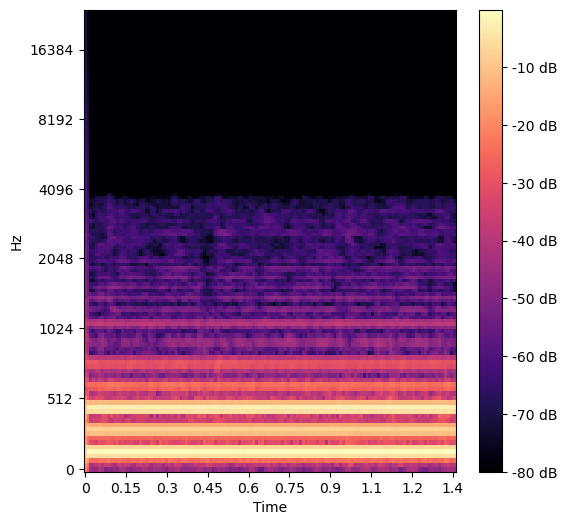 16384
8192
4096
2048
1024
512
0
Hz
0 0.15 0.3 0.45 0.6 0.75 0.9 1.1 1.2 1.4
Time
-10 dB
-20 dB
-30 dB
-40 dB
-50 dB
-60 dB
-70 dB
-80 dB